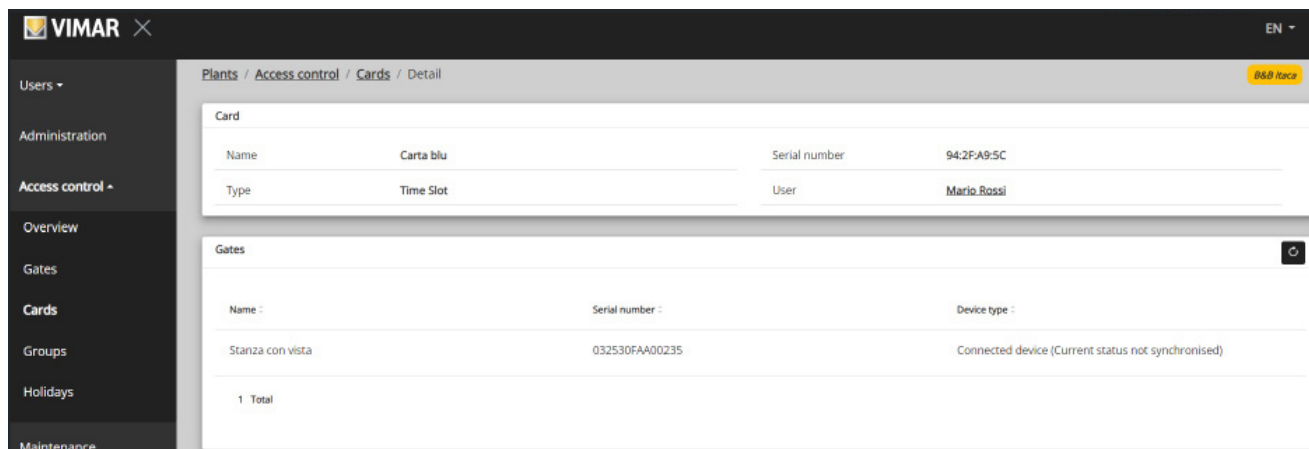 VIMAR
EN
Users
Plants / Access control / Cards / Detail
B&B Itaca
Card
Administration
Name Carta blu Serial number 94:2F:A9:5C
Access control
Type Time Slot User Mario Rossi
Overview
Gates
Gates
Cards
Name Serial number Device type
Groups
Stanza con vista 032530FAA00235 Connected device (Current status not synchronised)
Holidays
1 Total
Maintenance